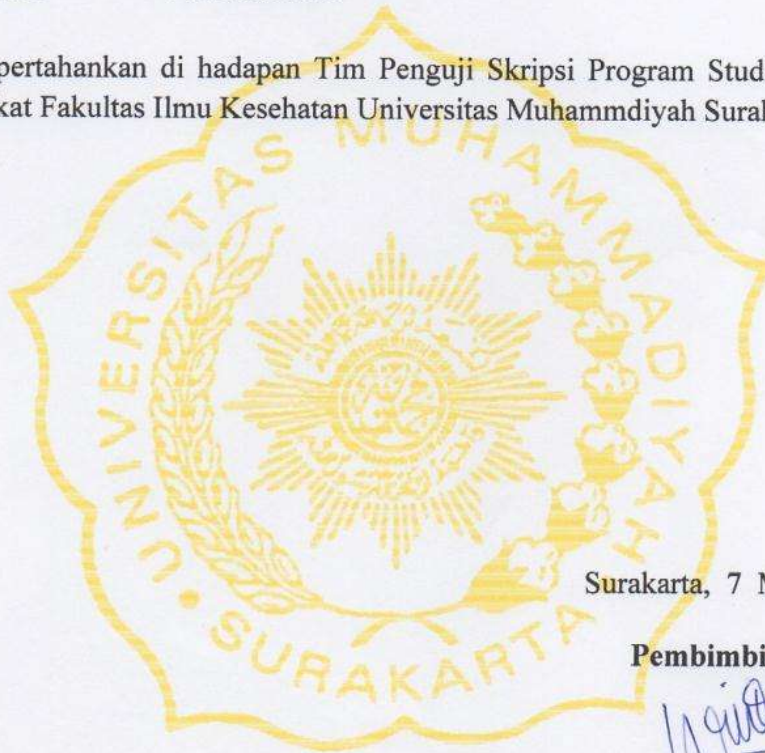 pertahankan di hadapan Tim Penguji Skripsi Program Stud
kat Fakultas Ilmu Kesehatan Universitas Muhammdiyah Sural
UNIVERSITAS MUHAMMADIYAH
SURAKARTA
Surakarta, 7 M
Pembimbi